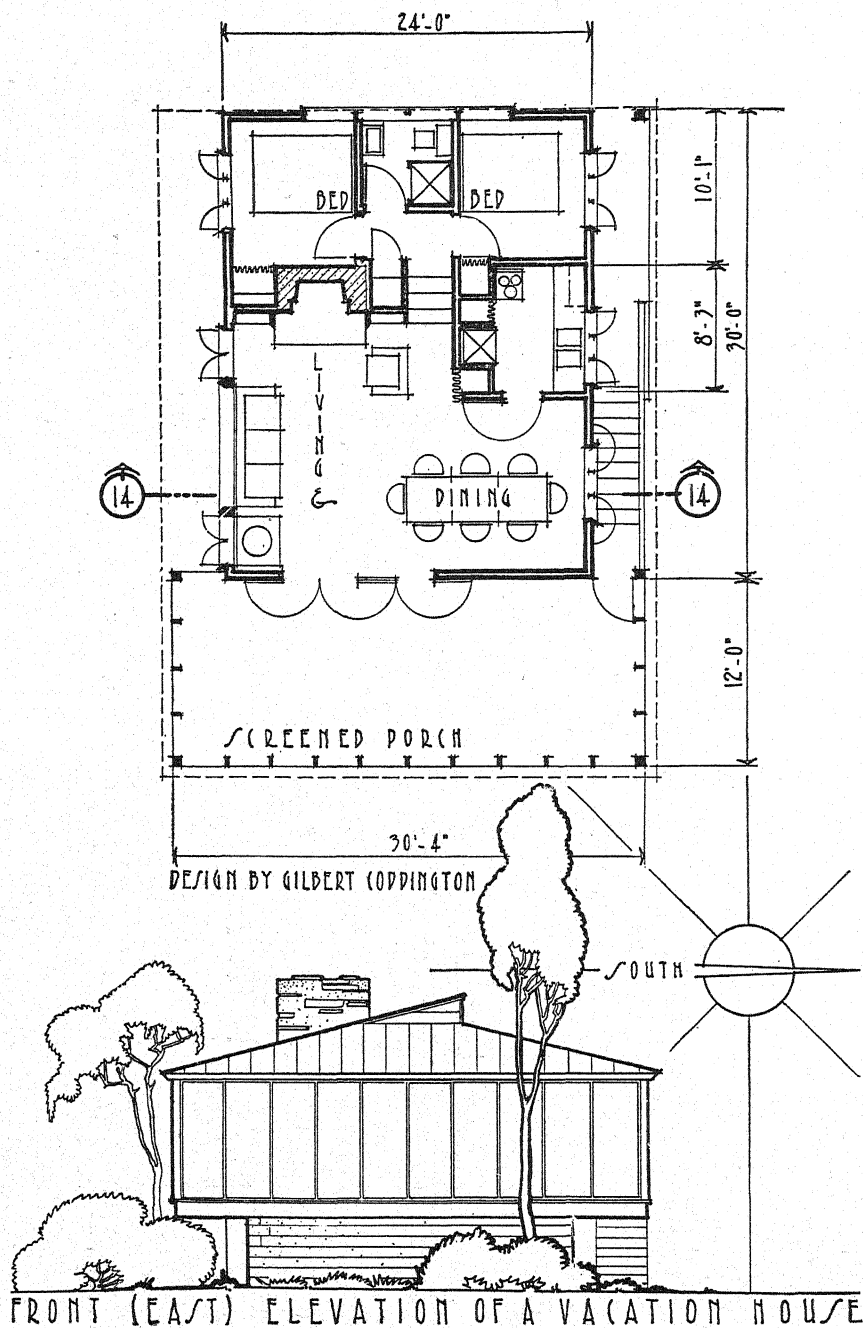 24'-0"
BED
BED
10'-1"
8'-3"
30'-0"
LIVING &
DINING
14
14
12'-0"
SCREENED PORCH
30'-4"
DESIGN BY GILBERT CODDINGTON
SOUTH
FRONT (EAST) ELEVATION OF A VACATION HOUSE